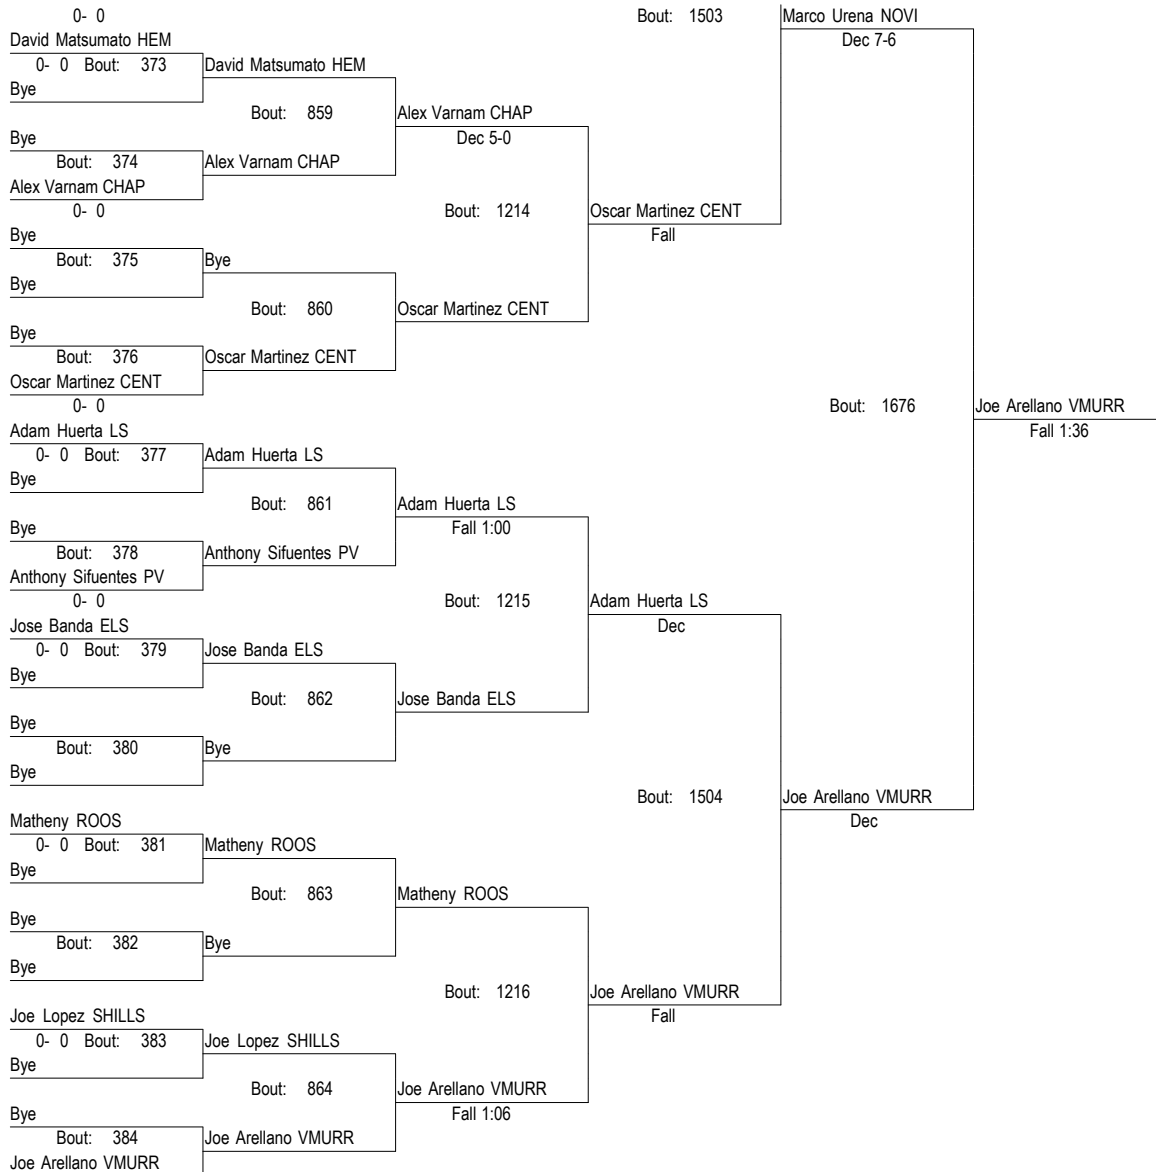 0- 0 Bout: 1503 Marco Urena NOVI
David Matsumato HEM Dec 7-6
0- 0 Bout: 373 David Matsumato HEM
Bye
Bout: 859 Alex Varnam CHAP
Bye Dec 5-0
Bout: 374 Alex Varnam CHAP
Alex Varnam CHAP
0- 0 Bout: 1214 Oscar Martinez CENT
Bye Fall
Bout: 375 Bye
Bye
Bout: 860 Oscar Martinez CENT
Bye
Bout: 376 Oscar Martinez CENT
Oscar Martinez CENT
0- 0 Bout: 1676 Joe Arellano VMURR
Adam Huerta LS Fall 1:36
0- 0 Bout: 377 Adam Huerta LS
Bye
Bout: 861 Adam Huerta LS
Bye Fall 1:00
Bout: 378 Anthony Sifuentes PV
Anthony Sifuentes PV
0- 0 Bout: 1215 Adam Huerta LS
Jose Banda ELS Dec
0- 0 Bout: 379 Jose Banda ELS
Bye
Bout: 862 Jose Banda ELS
Bye
Bout: 380 Bye
Bye
Bout: 1504 Joe Arellano VMURR
Matheny ROOS Dec
0- 0 Bout: 381 Matheny ROOS
Bye
Bout: 863 Matheny ROOS
Bye
Bout: 382 Bye
Bye
Bout: 1216 Joe Arellano VMURR
Joe Lopez SHILLS Fall
0- 0 Bout: 383 Joe Lopez SHILLS
Bye
Bout: 864 Joe Arellano VMURR
Bye Fall 1:06
Bout: 384 Joe Arellano VMURR
Joe Arellano VMURR